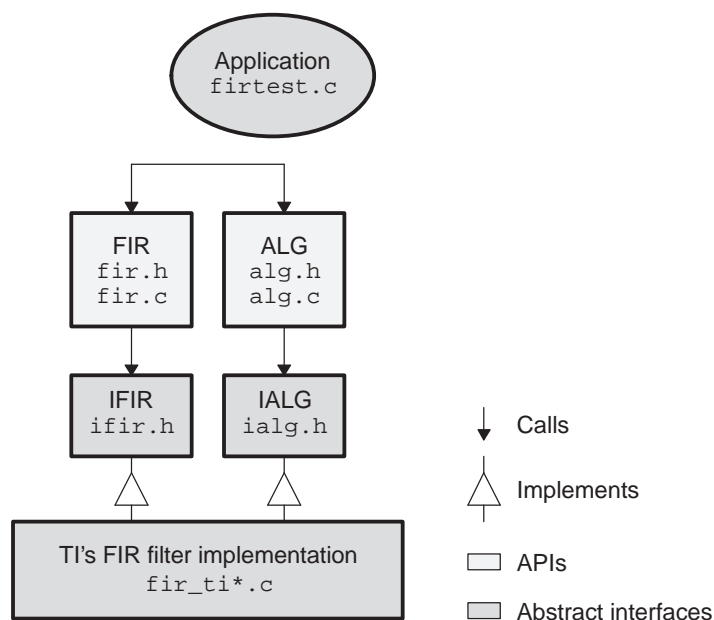 Application
firtest.c
FIR
fir.h
fir.c
ALG
alg.h
alg.c
IFIR
ifir.h
IALG
ialg.h
TI's FIR filter implementation
fir_ti*.c
Calls
Implements
APIs
Abstract interfaces